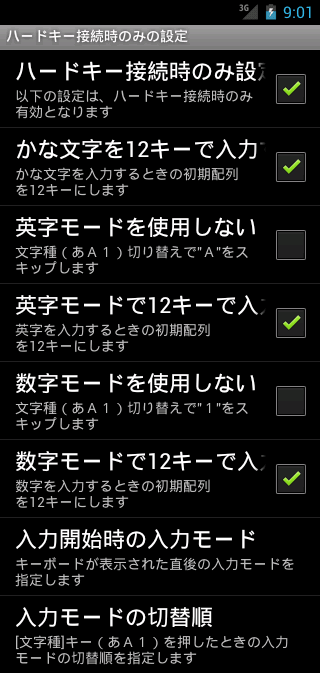 3G 9:01
ハードキー接続時のみの設定
ハードキー接続時のみ設定
以下の設定は、ハードキー接続時のみ
有効となります
かな文字を12キーで入力
かな文字を入力するときの初期配列
を12キーにします
英字モードを使用しない
文字種（あＡ１）切り替えで"Ａ"をス
キップします
英字モードで12キーで入力
英字を入力するときの初期配列
を12キーにします
数字モードを使用しない
文字種（あＡ１）切り替えで"１"をス
キップします
数字モードで12キーで入力
数字を入力するときの初期配列
を12キーにします
入力開始時の入力モード
キーボードが表示された直後の入力モードを
指定します
入力モードの切替順
[文字種]キー（あＡ１）を押したときの入力
モードの切替順を指定します